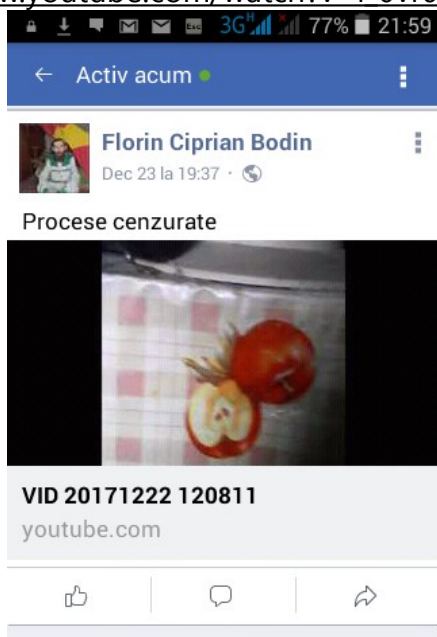 3G H 77% 21:59
← Activ acum
Florin Ciprian Bodin
Dec 23 la 19:37 ·
Procese cenzurate
VID 20171222 120811
youtube.com